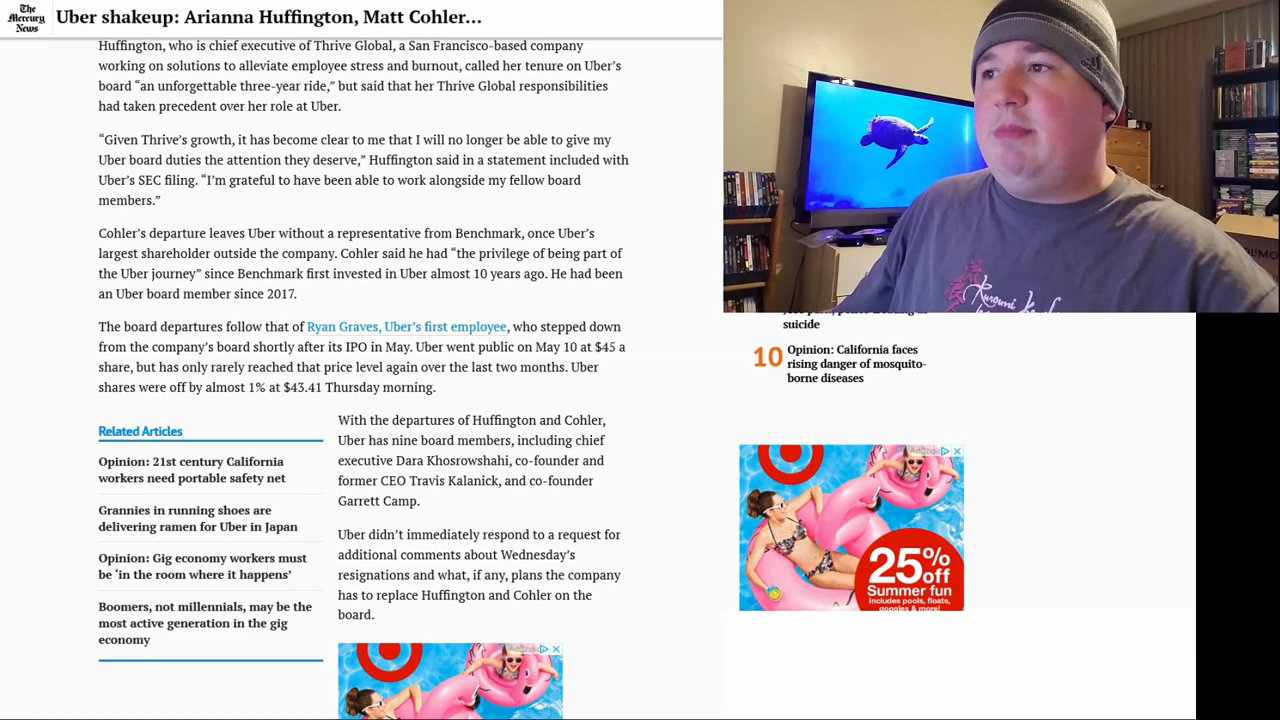 The
Mercury
News
Uber shakeup: Arianna Huffington, Matt Cohler...
Huffington, who is chief executive of Thrive Global, a San Francisco-based company
working on solutions to alleviate employee stress and burnout, called her tenure on Uber’s
board “an unforgettable three-year ride,” but said that her Thrive Global responsibilities
had taken precedent over her role at Uber.
“Given Thrive’s growth, it has become clear to me that I will no longer be able to give my
Uber board duties the attention they deserve,” Huffington said in a statement included with
Uber’s SEC filing. “I’m grateful to have been able to work alongside my fellow board
members.”
Cohler’s departure leaves Uber without a representative from Benchmark, once Uber’s
largest shareholder outside the company. Cohler said he had “the privilege of being part of
the Uber journey” since Benchmark first invested in Uber almost 10 years ago. He had been
an Uber board member since 2017.
The board departures follow that of Ryan Graves, Uber’s first employee, who stepped down
from the company’s board shortly after its IPO in May. Uber went public on May 10 at $45 a
share, but has only rarely reached that price level again over the last two months. Uber
shares were off by almost 1% at $43.41 Thursday morning.
Related Articles
Opinion: 21st century California
workers need portable safety net
Grannies in running shoes are
delivering ramen for Uber in Japan
Opinion: Gig economy workers must
be ‘in the room where it happens’
Boomers, not millennials, may be the
most active generation in the gig
economy
With the departures of Huffington and Cohler,
Uber has nine board members, including chief
executive Dara Khosrowshahi, co-founder and
former CEO Travis Kalanick, and co-founder
Garrett Camp.
Uber didn’t immediately respond to a request for
additional comments about Wednesday’s
resignations and what, if any, plans the company
has to replace Huffington and Cohler on the
board.
suicide
10 Opinion: California faces
rising danger of mosquito-
borne diseases
25% off
Summer fun
Includes pools, floats,
goggles & more!